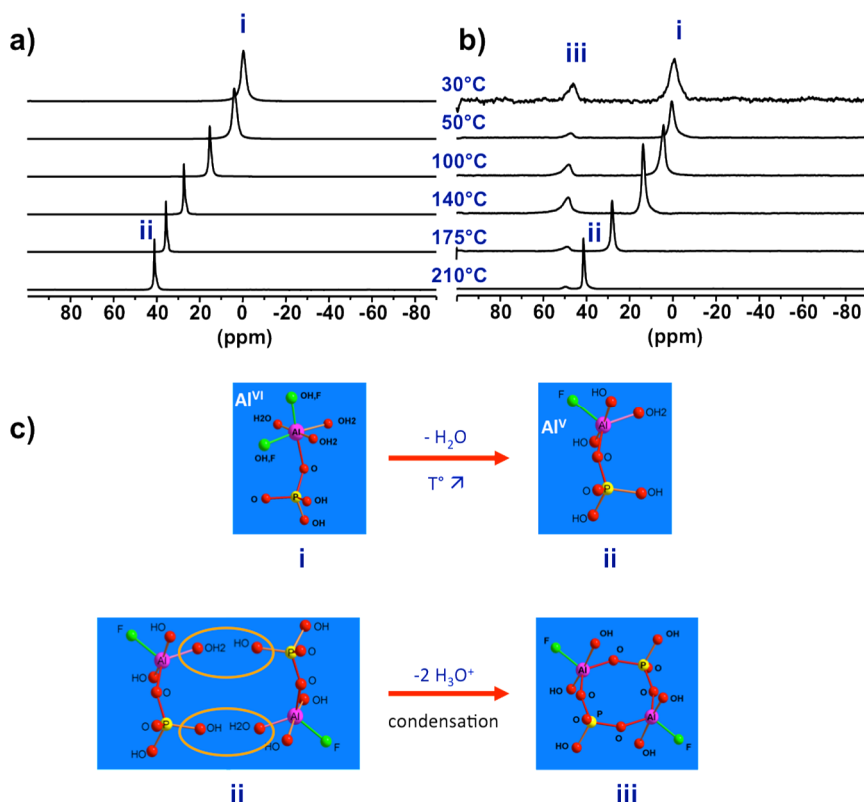 a)
i
b)
iii
i
30°C
50°C
100°C
140°C
175°C
210°C
ii
ii
80 60 40 20 0 -20 -40 -60 -80
(ppm)
80 60 40 20 0 -20 -40 -60 -80
(ppm)
c)
Al^VI
OH,F
H2O
OH2
Al
OH2
OH,F
O
O
P
OH
OH
i
- H₂O
T° ↗
F
HO
OH2
Al
Al^V
HO
O
O
P
OH
HO
ii
F
HO
OH2
Al
HO
O
O
P
OH
HO
OH
HO
P
O
O
OH
H2O
Al
HO
F
ii
-2 H₃O⁺
condensation
F
OH
O
OH
Al
P
O
HO
O
O
OH
P
O
Al
O
HO
OH
F
iii